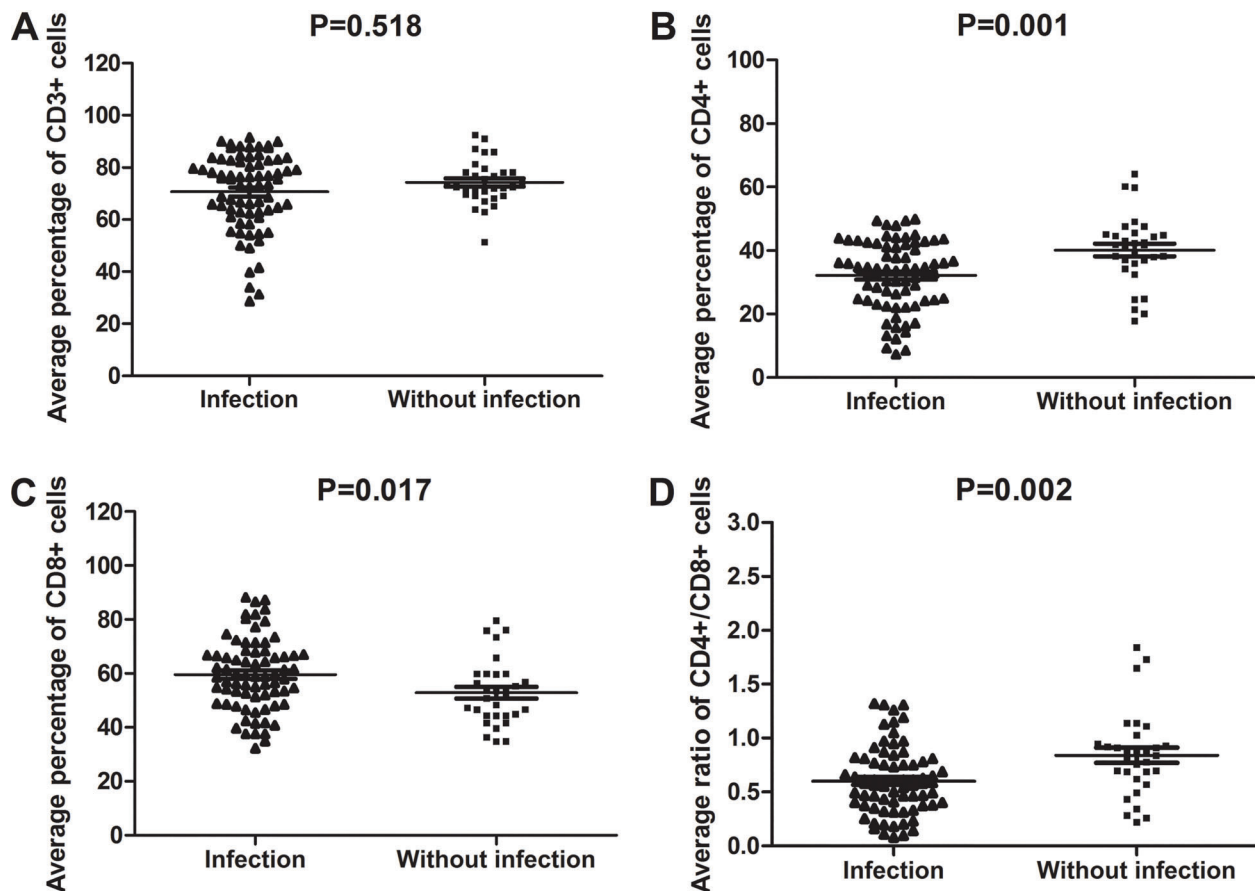 A
P=0.518
Average percentage of CD3+ cells
120
100
80
60
40
20
0
Infection
Without infection
B
P=0.001
Average percentage of CD4+ cells
100
80
60
40
20
0
Infection
Without infection
C
P=0.017
Average percentage of CD8+ cells
120
100
80
60
40
20
0
Infection
Without infection
D
P=0.002
Average ratio of CD4+/CD8+ cells
3.0
2.5
2.0
1.5
1.0
0.5
0.0
Infection
Without infection